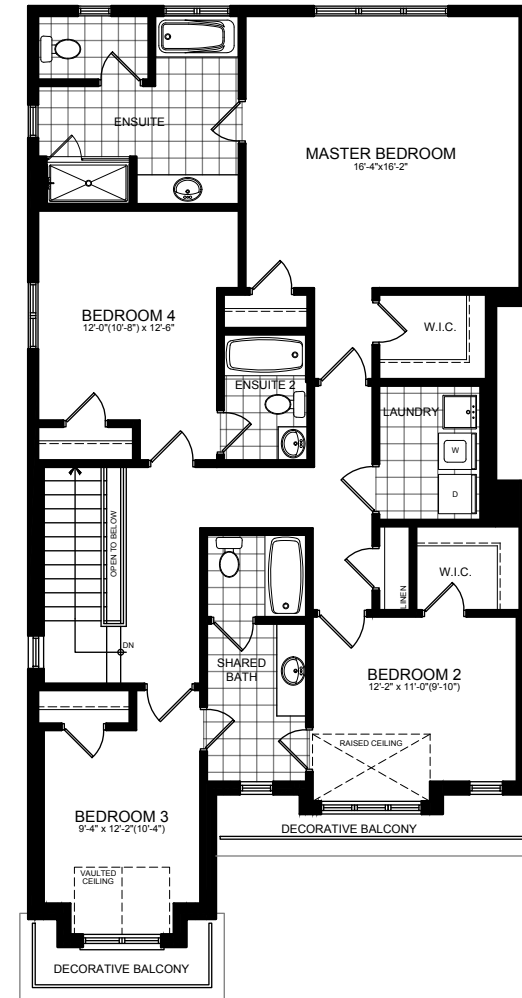 ENSUITE
MASTER BEDROOM
16'-4"x16'-2"
BEDROOM 4
12'-0"(10'-8") x 12'-6"
W.I.C.
ENSUITE 2
LAUNDRY
W
D
OPEN TO BELOW
LINEN
W.I.C.
DN
SHARED
BATH
BEDROOM 2
12'-2" x 11'-0"(9'-10")
RAISED CEILING
BEDROOM 3
9'-4" x 12'-2"(10'-4")
DECORATIVE BALCONY
VAULTED
CEILING
DECORATIVE BALCONY